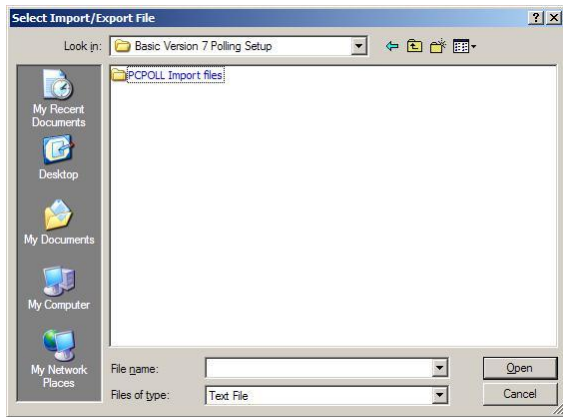 Select Import/Export File
Look in: Basic Version 7 Polling Setup
PCPOLL Import files
My Recent
Documents
Desktop
My Documents
My Computer
My Network
Places
File name:
Open
Files of type: Text File
Cancel